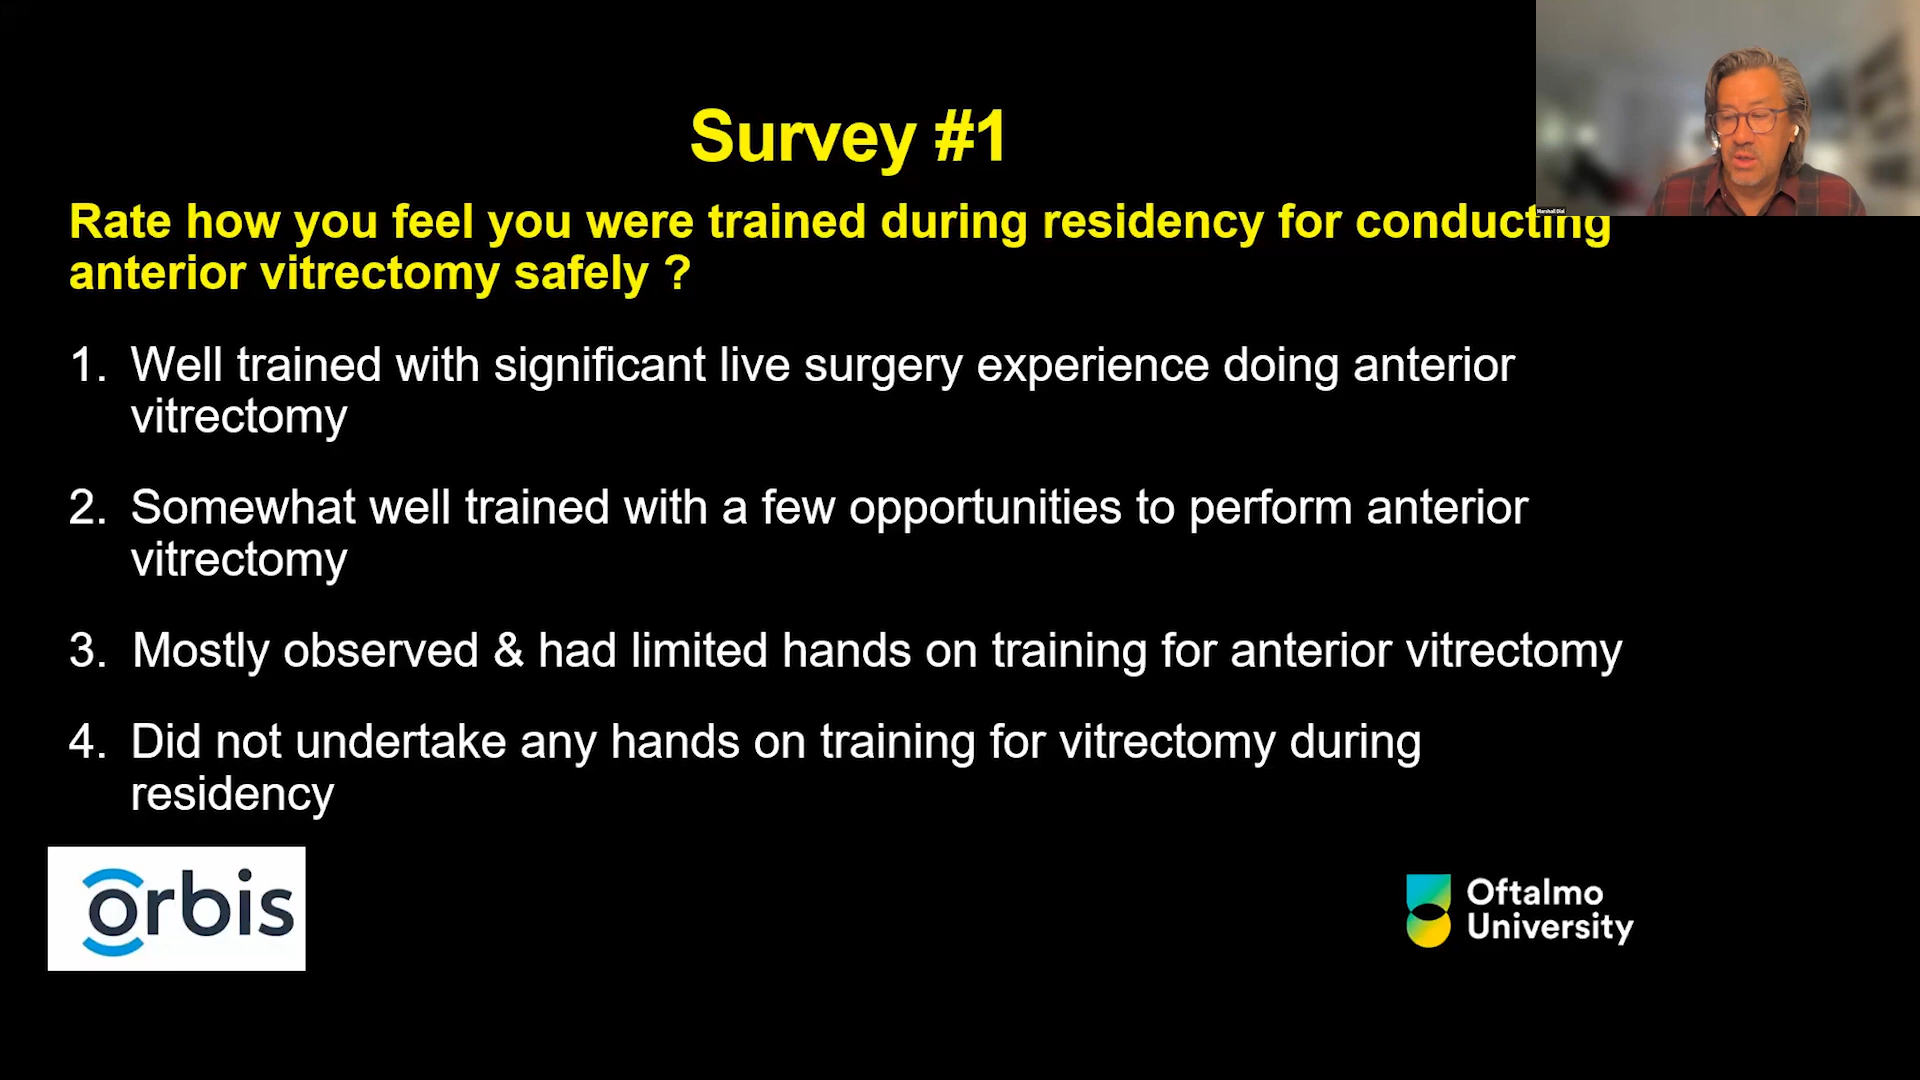 Survey #1
Rate how you feel you were trained during residency for conducting
anterior vitrectomy safely ?
1. Well trained with significant live surgery experience doing anterior
vitrectomy
2. Somewhat well trained with a few opportunities to perform anterior
vitrectomy
3. Mostly observed & had limited hands on training for anterior vitrectomy
4. Did not undertake any hands on training for vitrectomy during
residency
orbis
Oftalmo
University